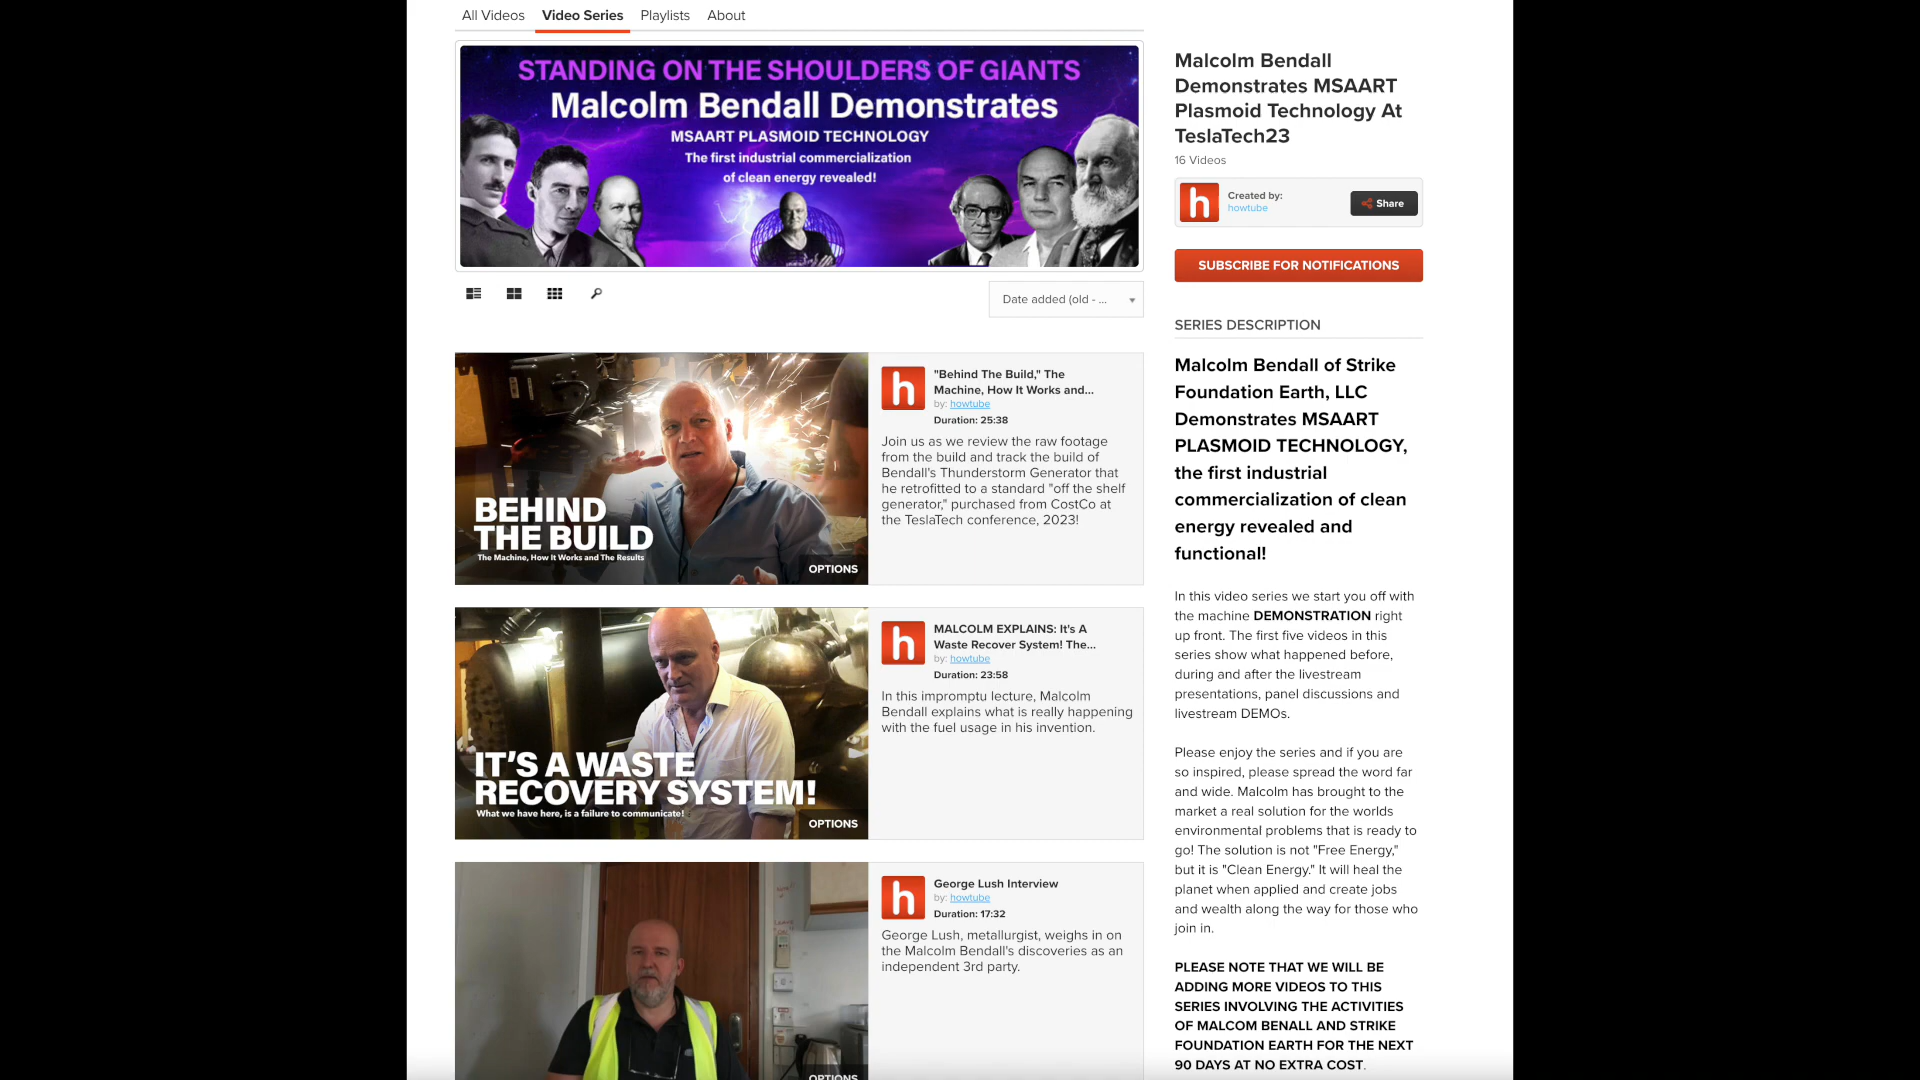 All Videos
Video Series
Playlists
About
STANDING ON THE SHOULDERS OF GIANTS
Malcolm Bendall Demonstrates
MSAART PLASMOID TECHNOLOGY
The first industrial commercialization
of clean energy revealed!
Date added (old - ...
BEHIND
THE BUILD
The Machine, How It Works and The Results
OPTIONS
h
"Behind The Build," The
Machine, How It Works and...
by: howtube
Duration: 25:38
Join us as we review the raw footage
from the build and track the build of
Bendall's Thunderstorm Generator that
he retrofitted to a standard "off the shelf
generator," purchased from CostCo at
the TeslaTech conference, 2023!
IT'S A WASTE
RECOVERY SYSTEM!
What we have here, is a failure to communicate!
OPTIONS
h
MALCOLM EXPLAINS: It's A
Waste Recover System! The...
by: howtube
Duration: 23:58
In this impromptu lecture, Malcolm
Bendall explains what is really happening
with the fuel usage in his invention.
OPTIONS
h
George Lush Interview
by: howtube
Duration: 17:32
George Lush, metallurgist, weighs in on
the Malcolm Bendall's discoveries as an
independent 3rd party.
Malcolm Bendall
Demonstrates MSAART
Plasmoid Technology At
TeslaTech23
16 Videos
h
Created by:
howtube
Share
SUBSCRIBE FOR NOTIFICATIONS
SERIES DESCRIPTION
Malcolm Bendall of Strike
Foundation Earth, LLC
Demonstrates MSAART
PLASMOID TECHNOLOGY,
the first industrial
commercialization of clean
energy revealed and
functional!
In this video series we start you off with
the machine DEMONSTRATION right
up front. The first five videos in this
series show what happened before,
during and after the livestream
presentations, panel discussions and
livestream DEMOs.
Please enjoy the series and if you are
so inspired, please spread the word far
and wide. Malcolm has brought to the
market a real solution for the worlds
environmental problems that is ready to
go! The solution is not "Free Energy,"
but it is "Clean Energy." It will heal the
planet when applied and create jobs
and wealth along the way for those who
join in.
PLEASE NOTE THAT WE WILL BE
ADDING MORE VIDEOS TO THIS
SERIES INVOLVING THE ACTIVITIES
OF MALCOM BENALL AND STRIKE
FOUNDATION EARTH FOR THE NEXT
90 DAYS AT NO EXTRA COST.